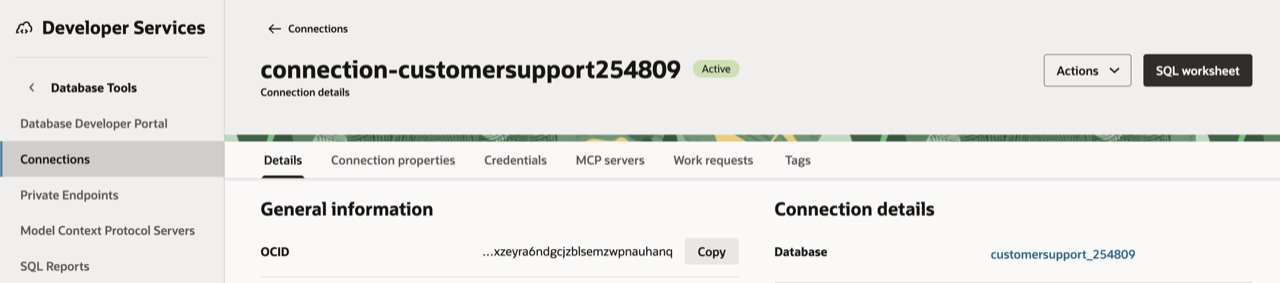 Developer Services
Database Tools
Database Developer Portal
Connections
Private Endpoints
Model Context Protocol Servers
SQL Reports
Connections
connection-customersupport254809 Active
Connection details
Actions SQL worksheet
Details Connection properties Credentials MCP servers Work requests Tags
General information
OCID ...xzeyra6ndgcjzblsemzwpnauhanq Copy
Connection details
Database customersupport_254809